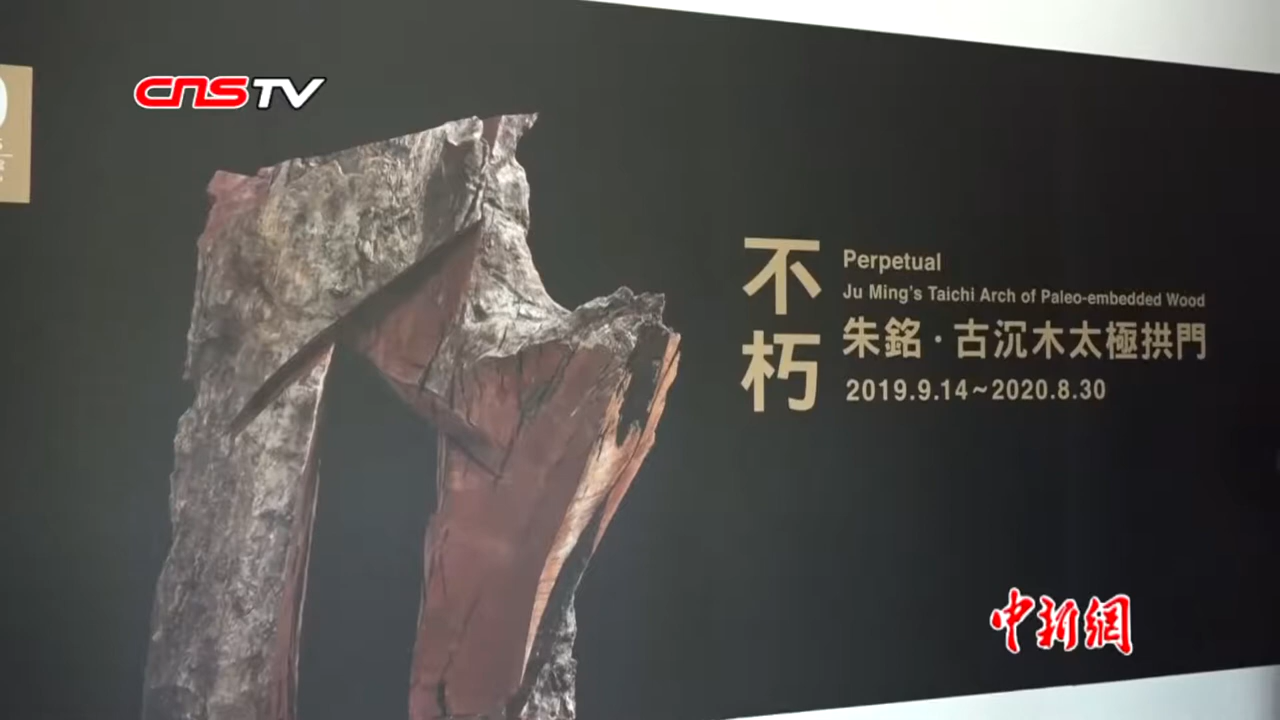 CNSTV
不朽
Perpetual
Ju Ming's Taichi Arch of Paleo-embedded Wood
朱銘·古沉木太極拱門
2019.9.14~2020.8.30
中新網